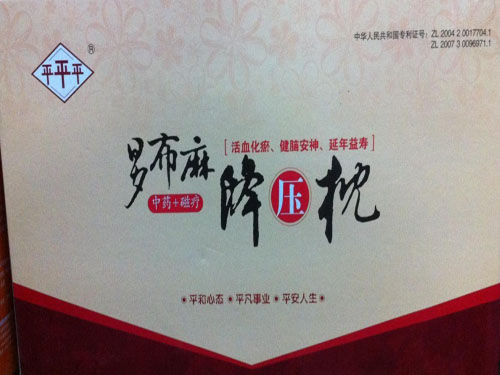 中华人民共和国专利证号：ZL 2004 2 0017704.1
ZL 2007 3 0096971.1
平平平®
[活血化瘀、健脑安神、延年益寿]
罗布麻
中药+磁疗
降压枕
平和心态 平凡事业 平安人生